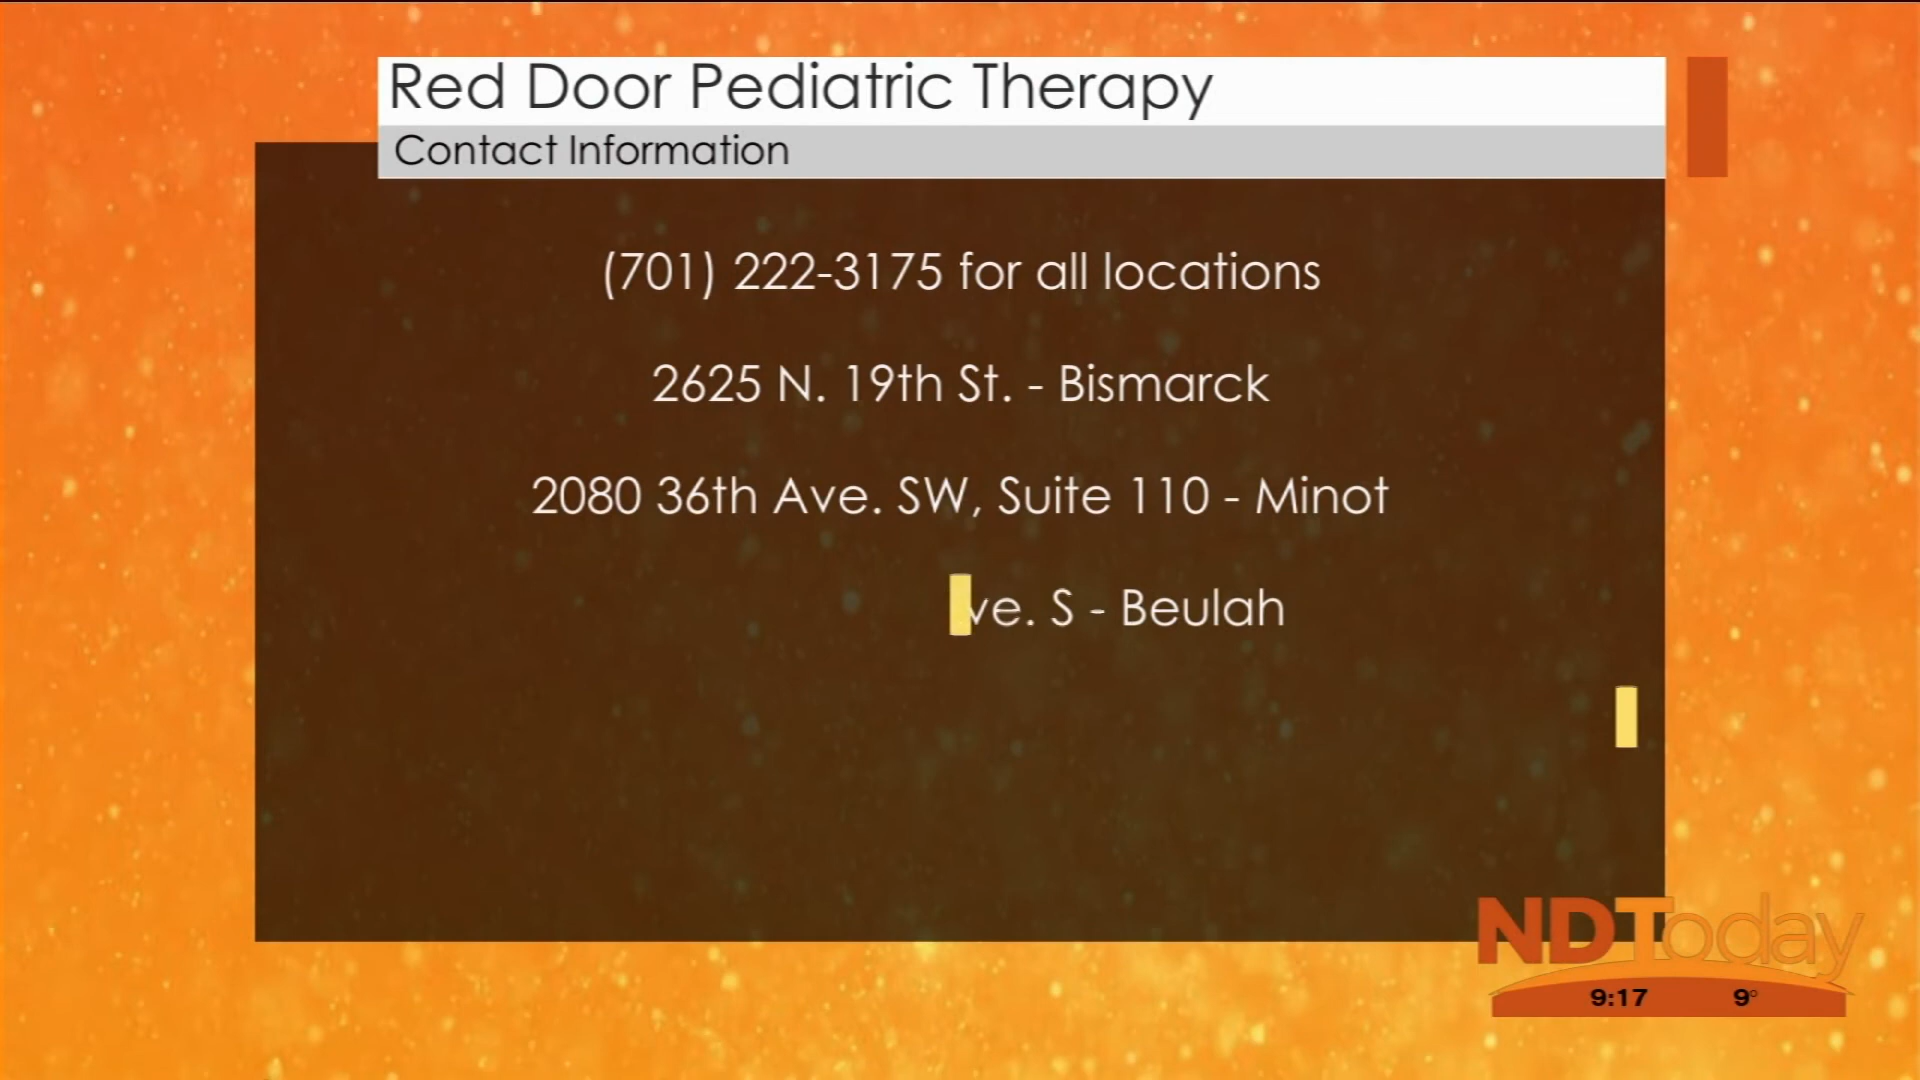 Red Door Pediatric Therapy
Contact Information
(701) 222-3175 for all locations
2625 N. 19th St. - Bismarck
2080 36th Ave. SW, Suite 110 - Minot
S - Beulah
NDToday
9:17 9°